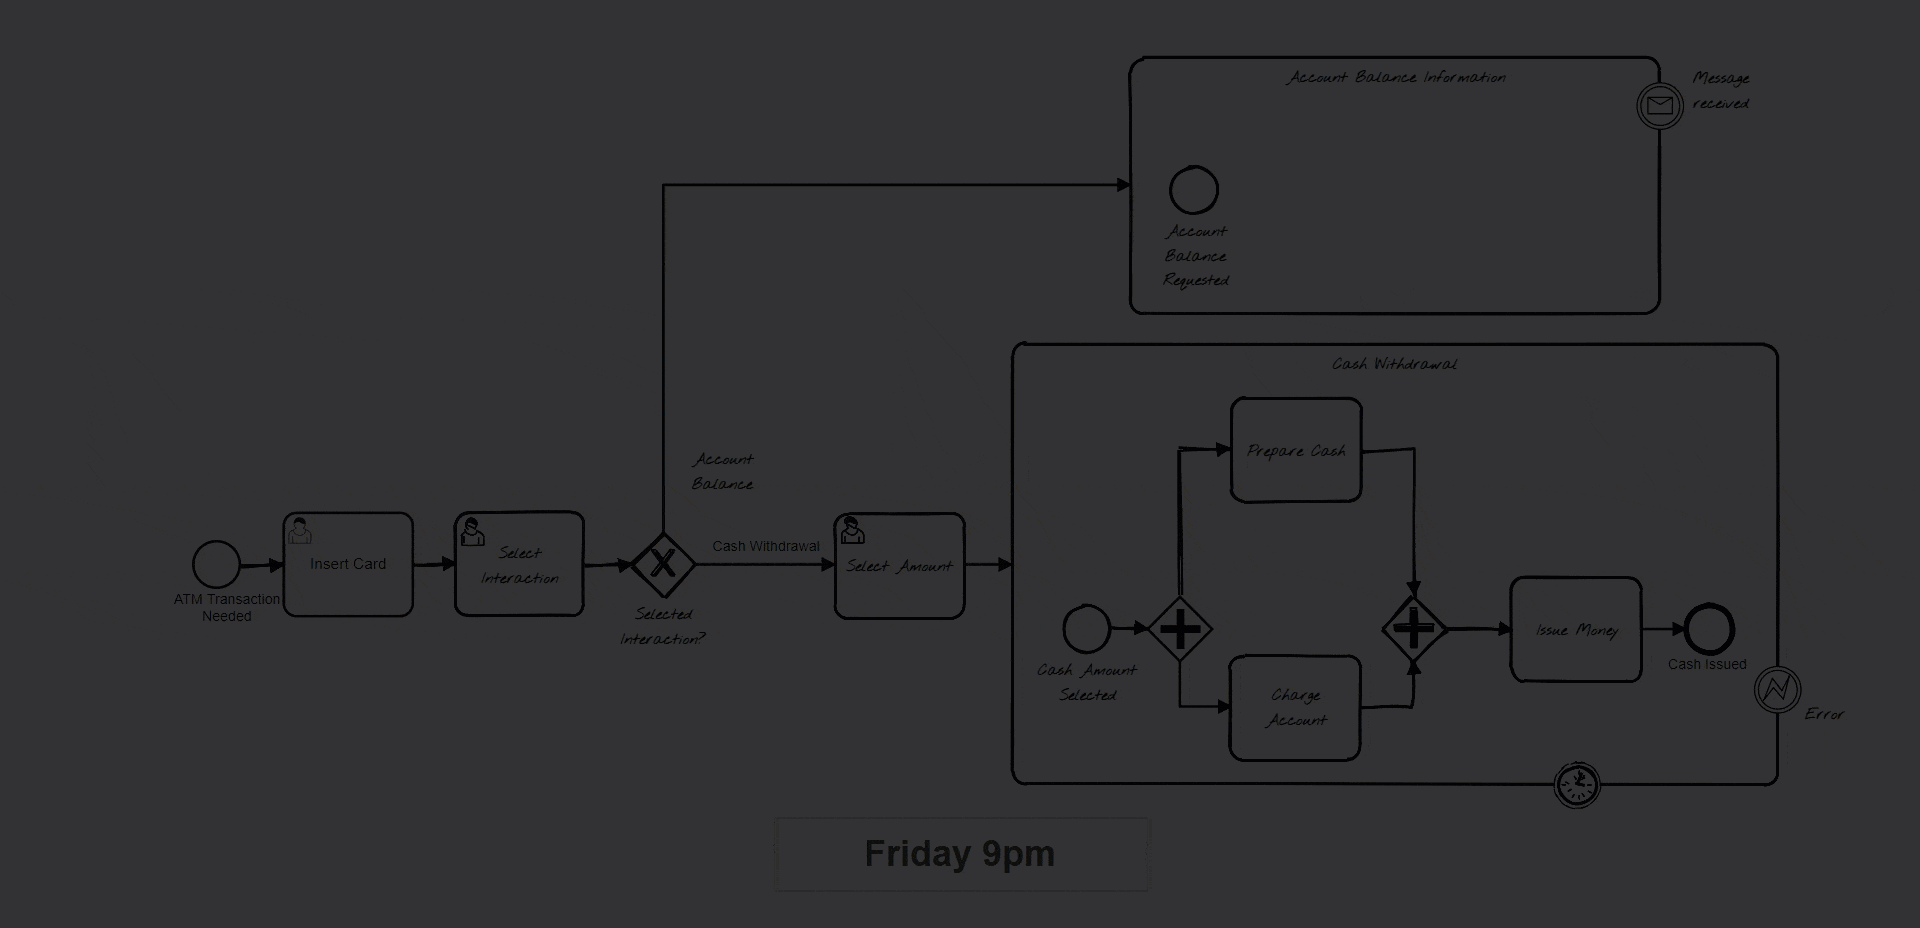 Account Balance Information
Message
received
Account
Balance
Requested
Cash Withdrawal
Prepare Cash
Account
Balance
Insert Card
Select
Interaction
Cash Withdrawal
Select Amount
ATM Transaction
Needed
Selected
Interaction?
Cash Amount
Selected
Charge
Account
Issue Money
Cash Issued
Error
Friday 9pm